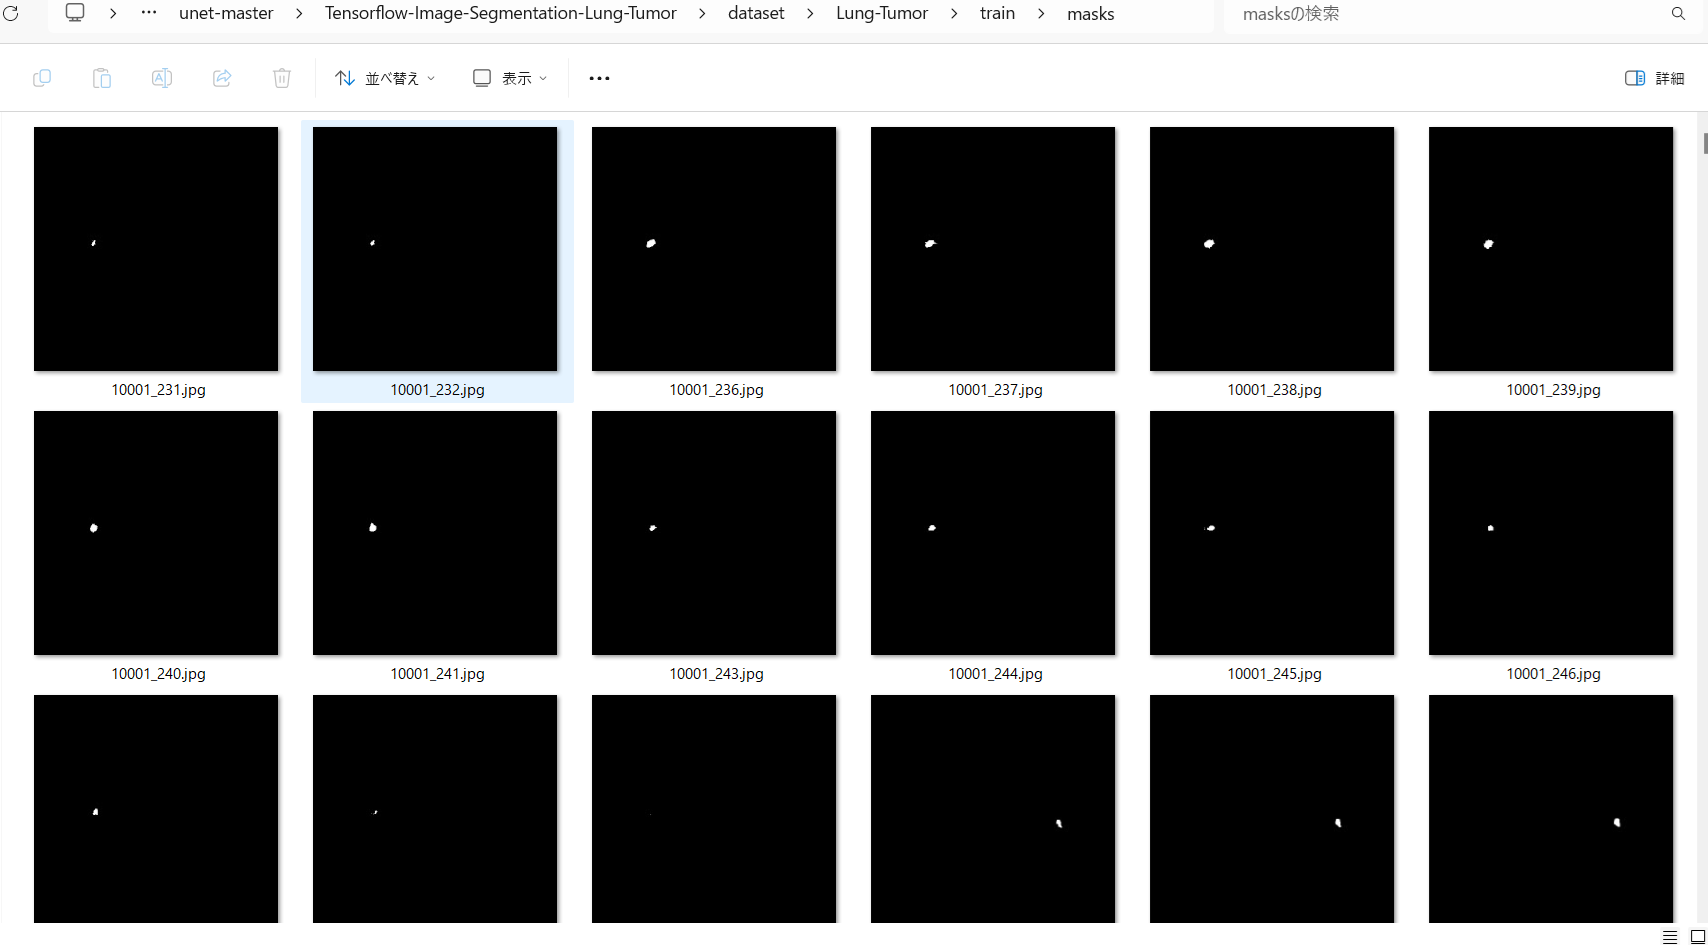 unet-master > Tensorflow-Image-Segmentation-Lung-Tumor > dataset > Lung-Tumor > train > masks
masksの検索
並べ替え
表示
詳細
10001_231.jpg
10001_232.jpg
10001_236.jpg
10001_237.jpg
10001_238.jpg
10001_239.jpg
10001_240.jpg
10001_241.jpg
10001_243.jpg
10001_244.jpg
10001_245.jpg
10001_246.jpg